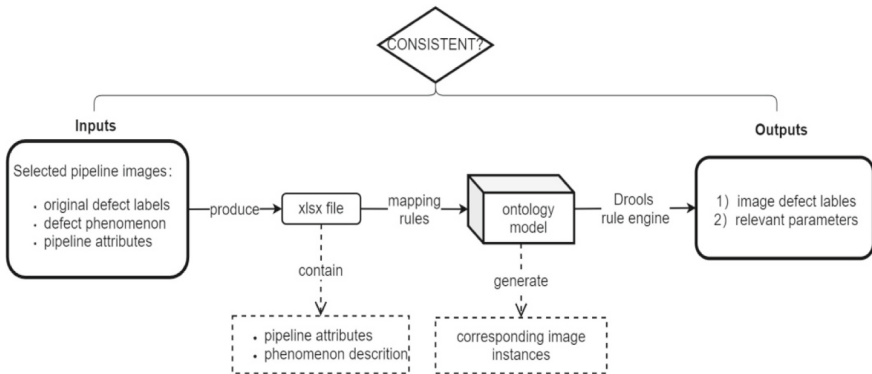 CONSISTENT?
Inputs
Outputs
Selected pipeline images:
• original defect labels
• defect phenomenon
• pipeline attributes
produce
xlsx file
mapping
rules
ontology
model
Drools
rule engine
1) image defect lables
2) relevant parameters
contain
generate
• pipeline attributes
• phenomenon descrition
corresponding image
instances